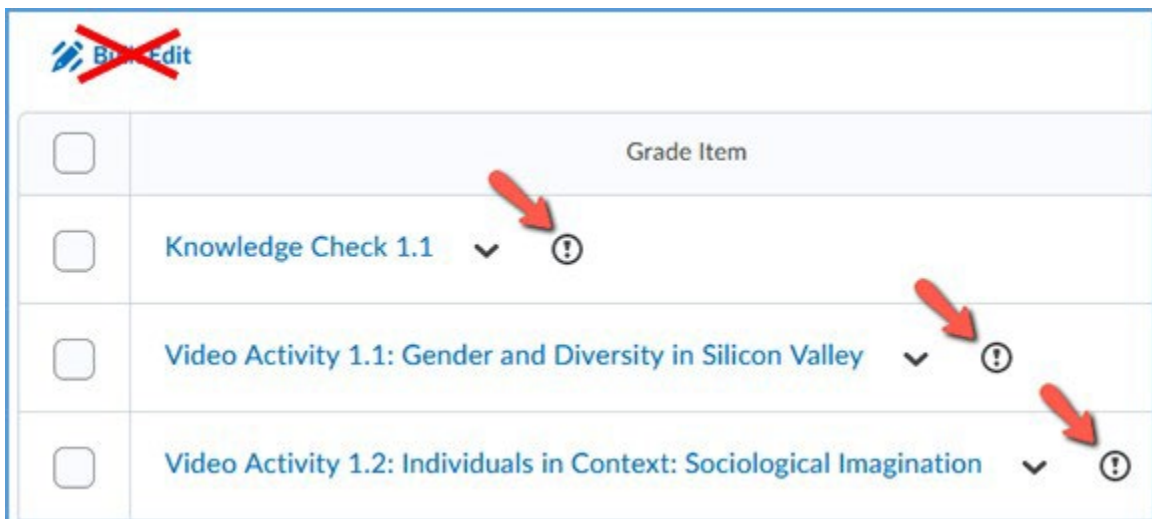 Bulk Edit
Grade Item
Knowledge Check 1.1
Video Activity 1.1: Gender and Diversity in Silicon Valley
Video Activity 1.2: Individuals in Context: Sociological Imagination